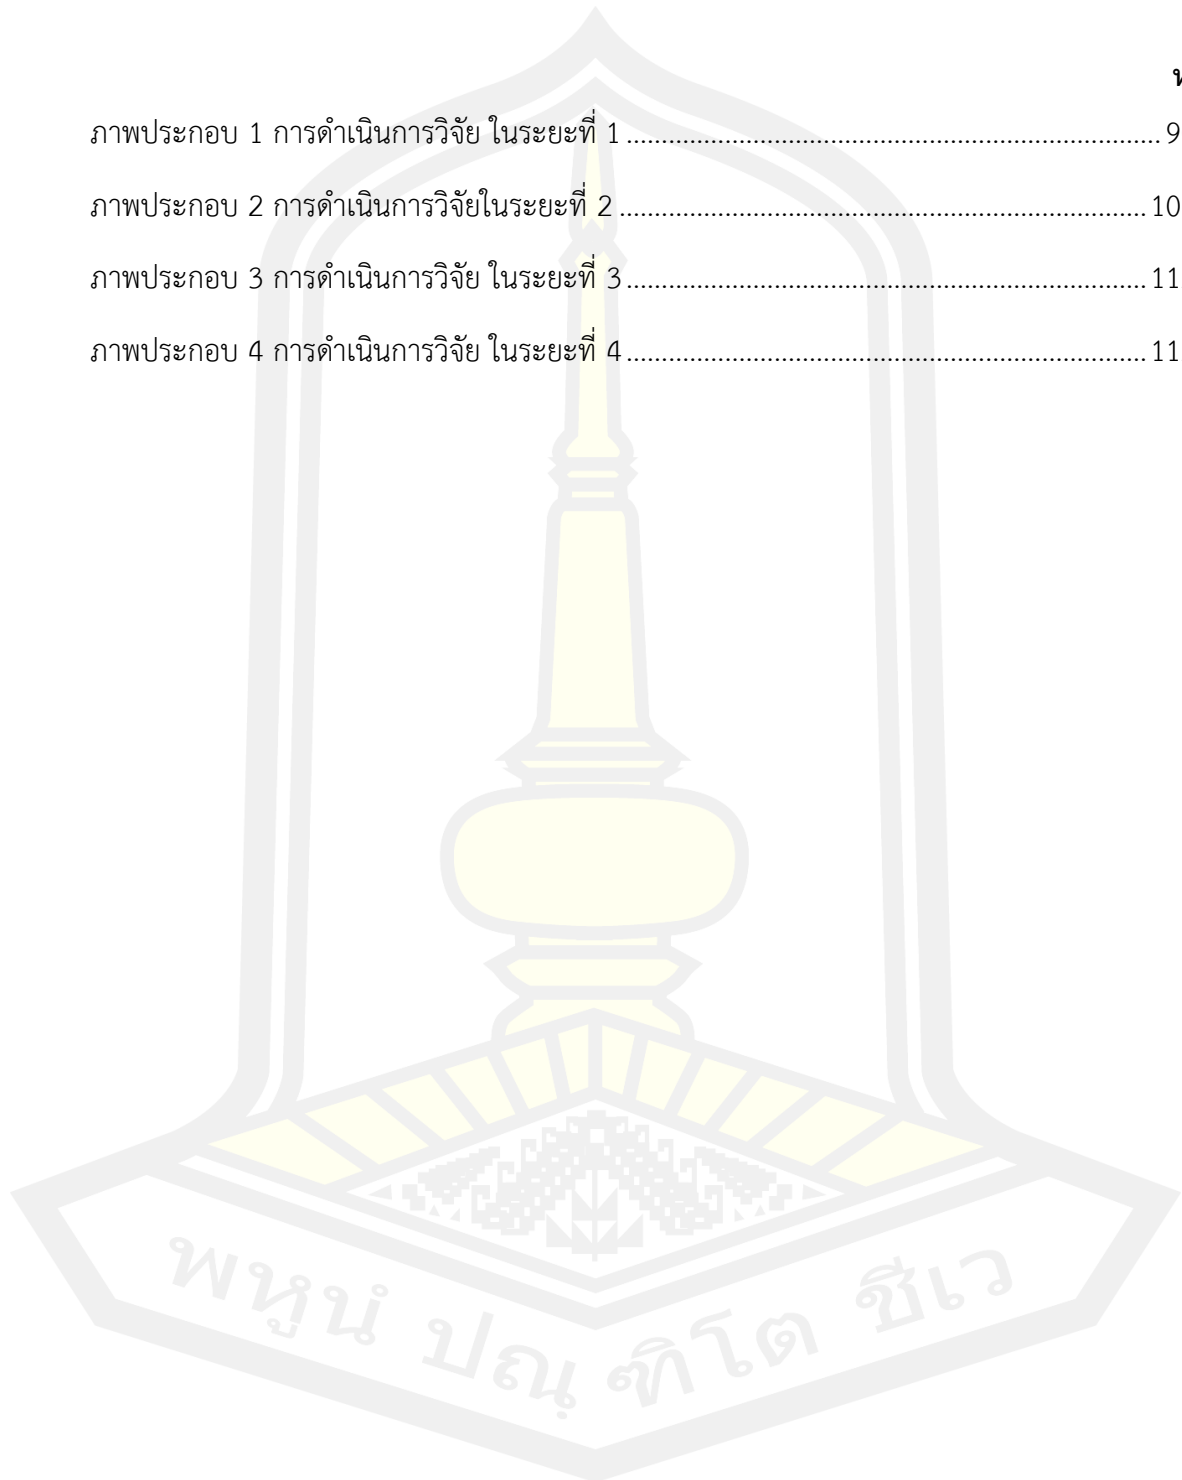 ภาพประกอบ 1 การดำเนินการวิจัย ในระยะที่ 1 ............................................................................ 9
ภาพประกอบ 2 การดำเนินการวิจัยในระยะที่ 2 ........................................................................... 10
ภาพประกอบ 3 การดำเนินการวิจัย ในระยะที่ 3 .......................................................................... 11
ภาพประกอบ 4 การดำเนินการวิจัย ในระยะที่ 4 .......................................................................... 11
พหูนํ ปณฺฑิโต ชีเว